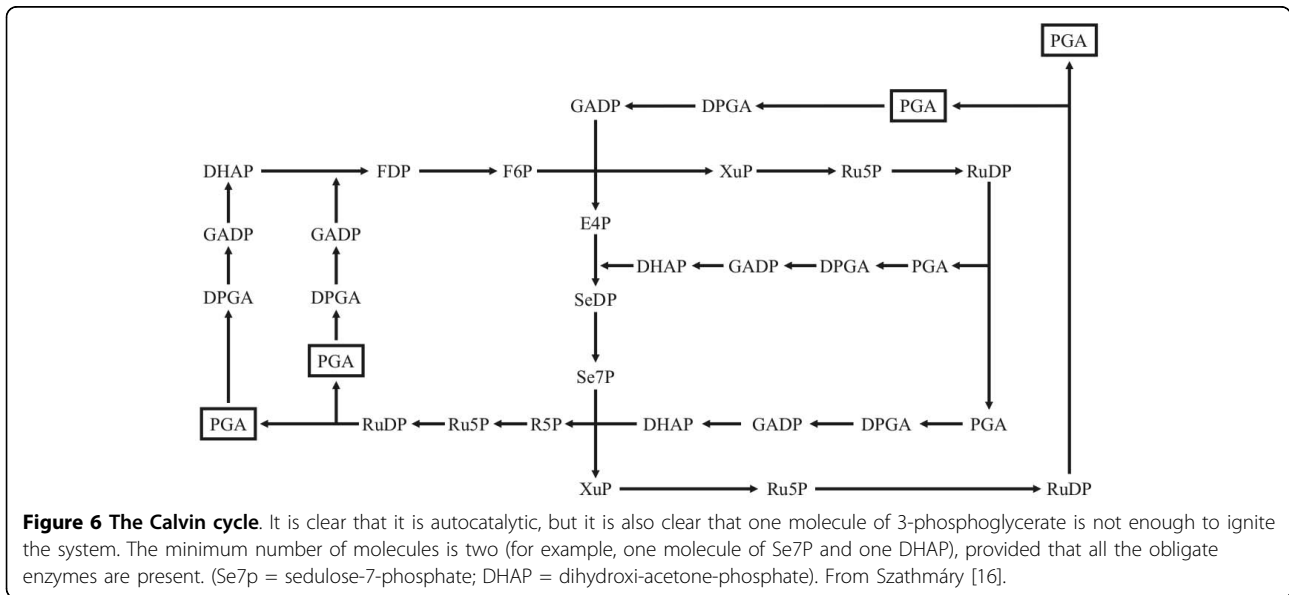 PGA
GADP DPGA PGA
DHAP FDP F6P XuP Ru5P RuDP
E4P
GADP GADP
DHAP GADP DPGA PGA
DPGA DPGA
SeDP
PGA
Se7P
PGA RuDP Ru5P R5P DHAP GADP DPGA PGA
XuP Ru5P RuDP
Figure 6 The Calvin cycle. It is clear that it is autocatalytic, but it is also clear that one molecule of 3-phosphoglycerate is not enough to ignite
the system. The minimum number of molecules is two (for example, one molecule of Se7P and one DHAP), provided that all the obligate
enzymes are present. (Se7p = sedulose-7-phosphate; DHAP = dihydroxi-acetone-phosphate). From Szathmáry [16].